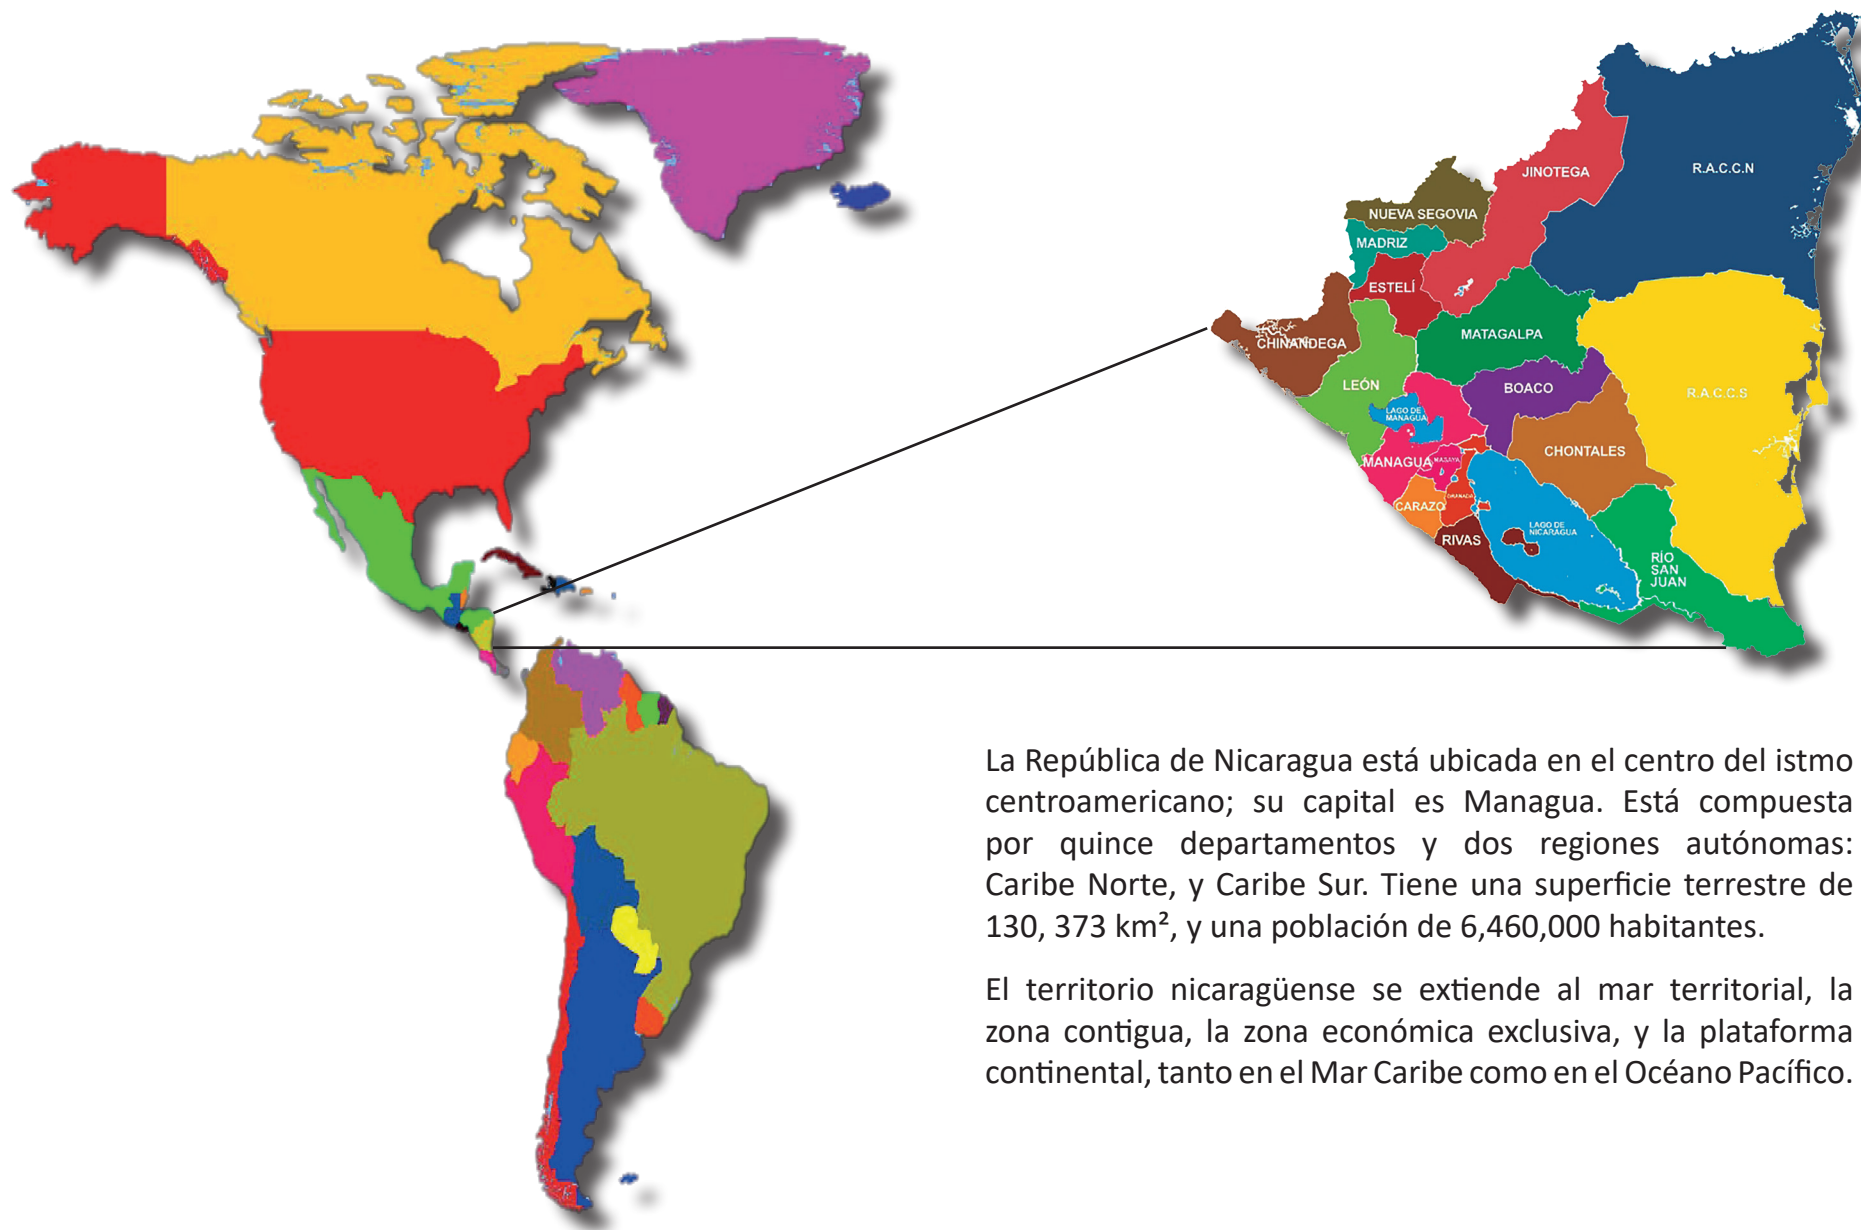 R.A.C.C.N
JINOTEGA
NUEVA SEGOVIA
MADRIZ
ESTELÍ
MATAGALPA
CHINANDEGA
LEÓN
BOACO
R.A.C.C.S
LAGO DE
MANAGUA
CHONTALES
MANAGUA
MASAYA
GRANADA
CARAZO
LAGO DE
NICARAGUA
RIVAS
RÍO
SAN
JUAN
La República de Nicaragua está ubicada en el centro del istmo
centroamericano; su capital es Managua. Está compuesta
por quince departamentos y dos regiones autónomas:
Caribe Norte, y Caribe Sur. Tiene una superficie terrestre de
130, 373 km², y una población de 6,460,000 habitantes.
El territorio nicaragüense se extiende al mar territorial, la
zona contigua, la zona económica exclusiva, y la plataforma
continental, tanto en el Mar Caribe como en el Océano Pacífico.